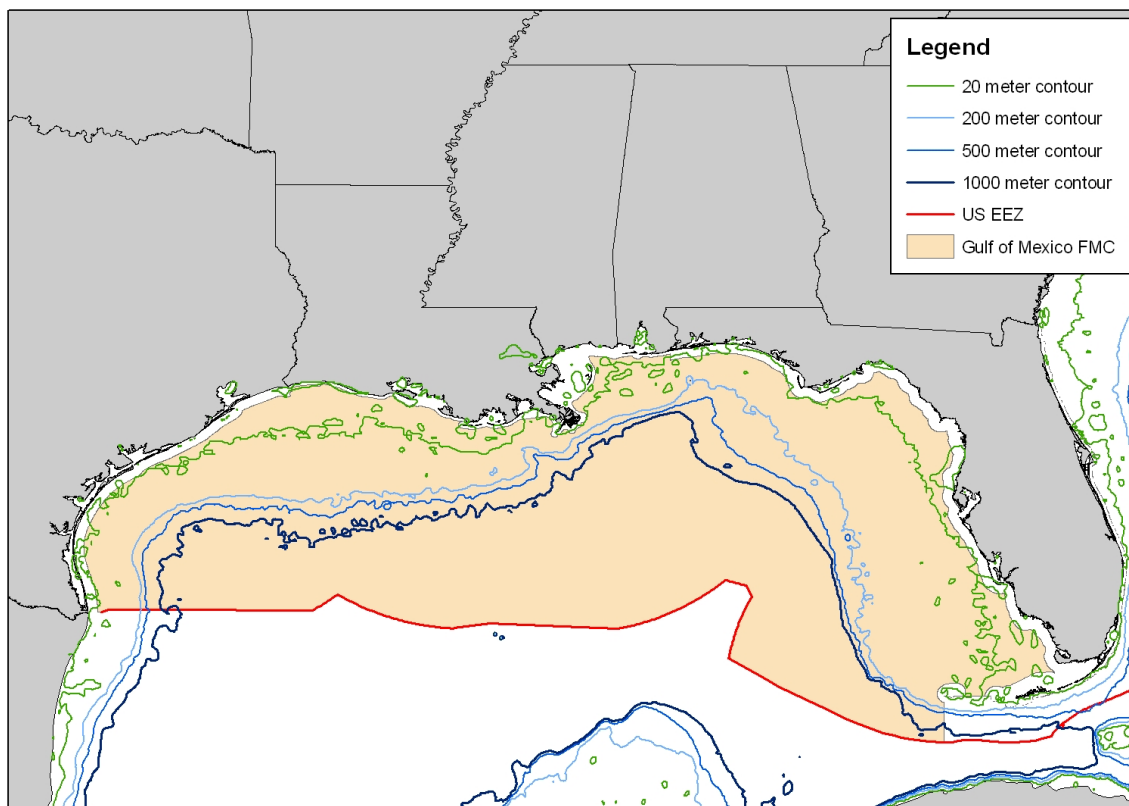 Legend
20 meter contour
200 meter contour
500 meter contour
1000 meter contour
US EEZ
Gulf of Mexico FMC